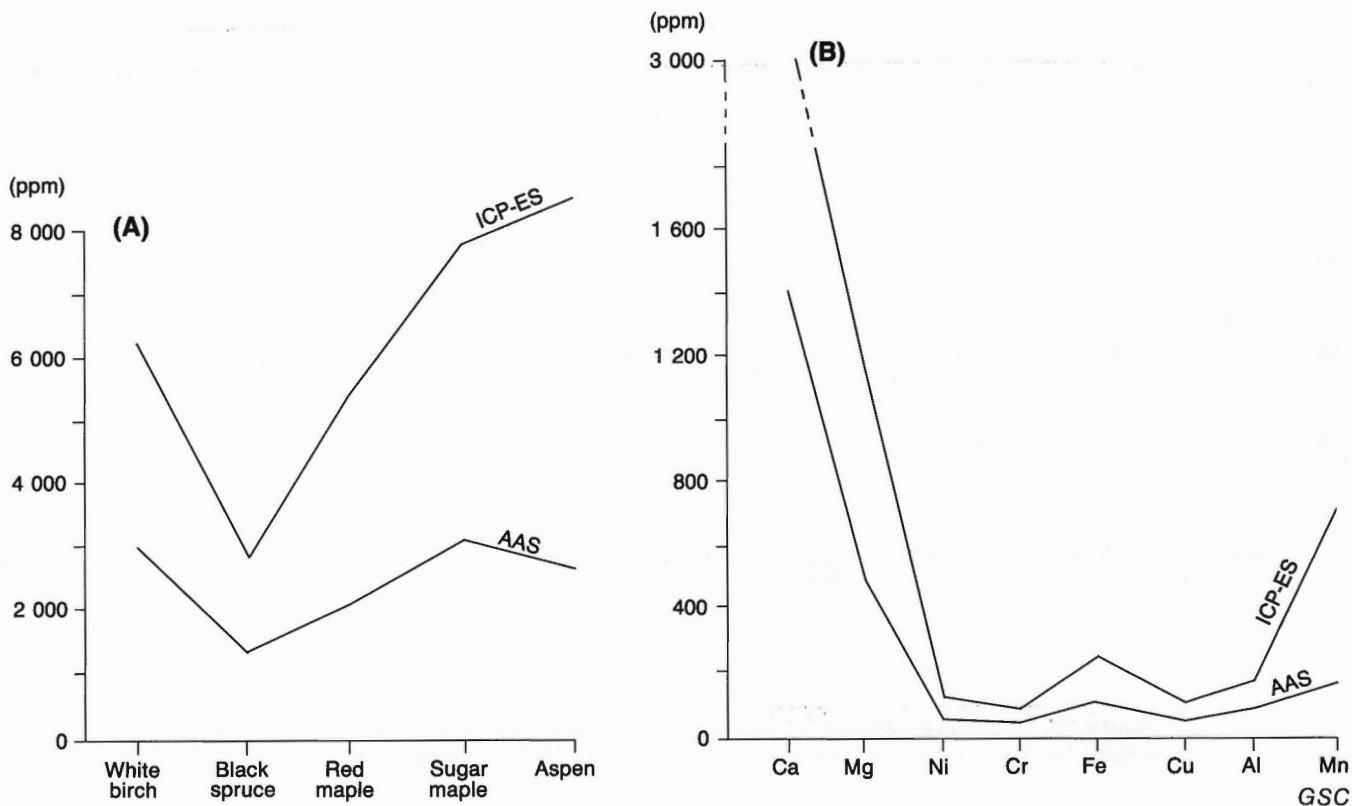 (ppm)
(A)
8 000
6 000
4 000
2 000
0
ICP-ES
AAS
White
birch
Black
spruce
Red
maple
Sugar
maple
Aspen
(ppm)
(B)
3 000
1 600
1 200
800
400
0
ICP-ES
AAS
Ca Mg Ni Cr Fe Cu Al Mn
GSC